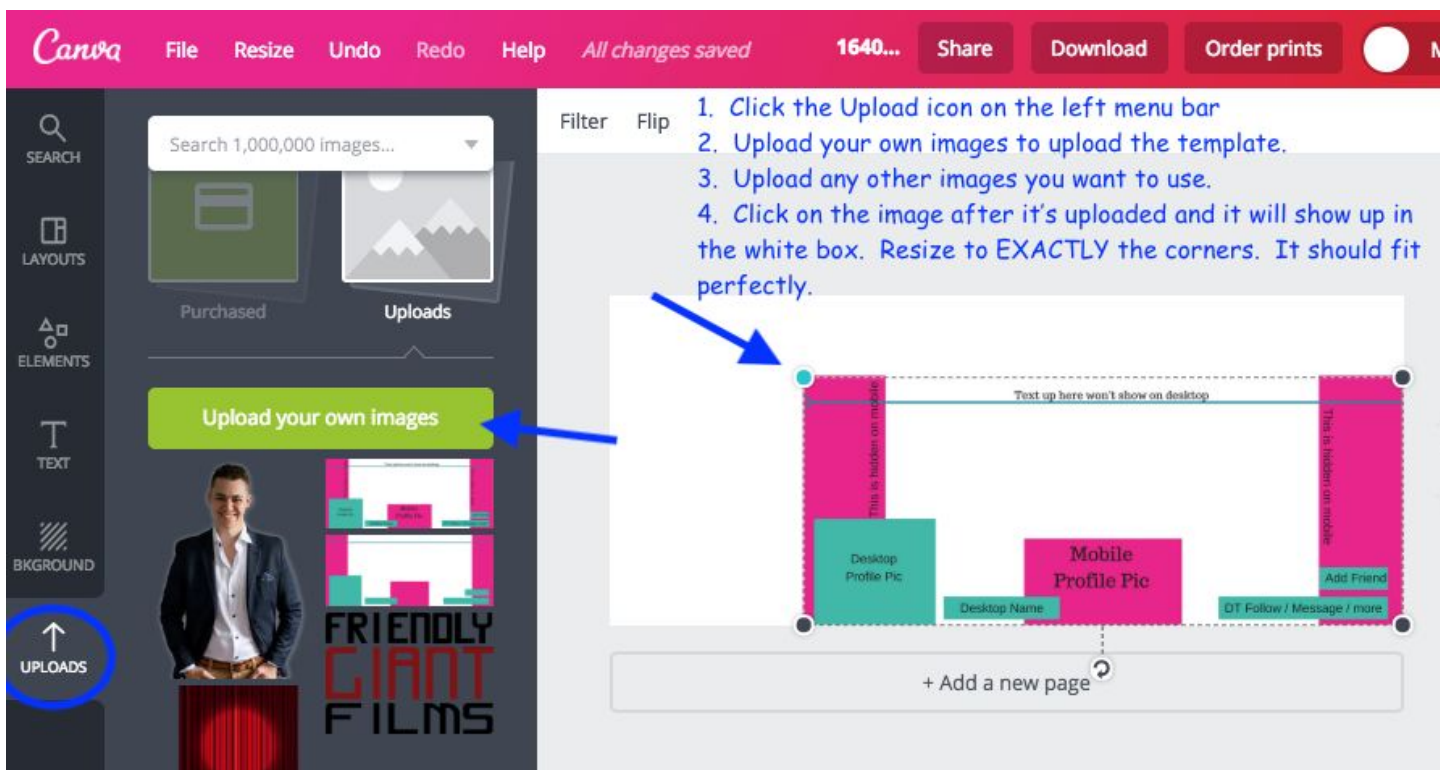 Canva File Resize Undo Redo Help All changes saved 1640... Share Download Order prints M
SEARCH
LAYOUTS
ELEMENTS
TEXT
BKGROUND
UPLOADS
Search 1,000,000 images...
Purchased Uploads
Upload your own images
FRIENDLY
GIANT
FILMS
Filter Flip
1. Click the Upload icon on the left menu bar
2. Upload your own images to upload the template.
3. Upload any other images you want to use.
4. Click on the image after it's uploaded and it will show up in
the white box. Resize to EXACTLY the corners. It should fit
perfectly.
Text up here won't show on desktop
This is hidden on mobile
This is hidden on mobile
Desktop
Profile Pic
Mobile
Profile Pic
Desktop Name
Add Friend
DT Follow / Message / more
+ Add a new page